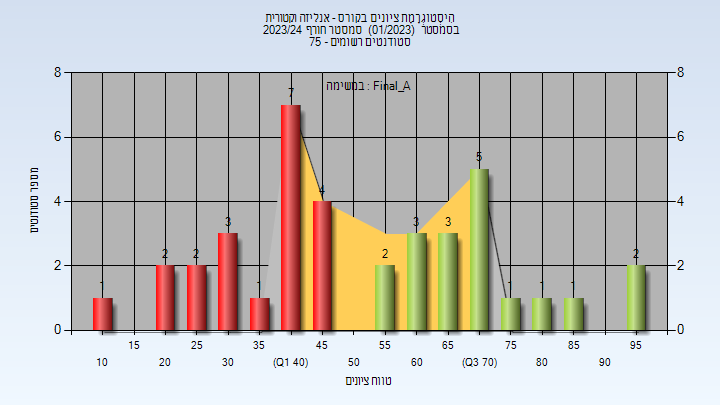 היסטוגרמת ציונים בקורס - אנליזה וקטורית
בסמסטר (01/2023) סמסטר חורף 2023/24
סטודנטים רשומים - 75
במשימה : Final_A
8 8
6 6
4 4
2 2
0 0
מספר סטודנטים
1 2 2 3 1 7 4 2 3 3 5 1 1 1 2
15 25 35 45 55 65 75 85 95
10 20 30 (Q1 40) 50 60 (Q3 70) 80 90
טווח ציונים